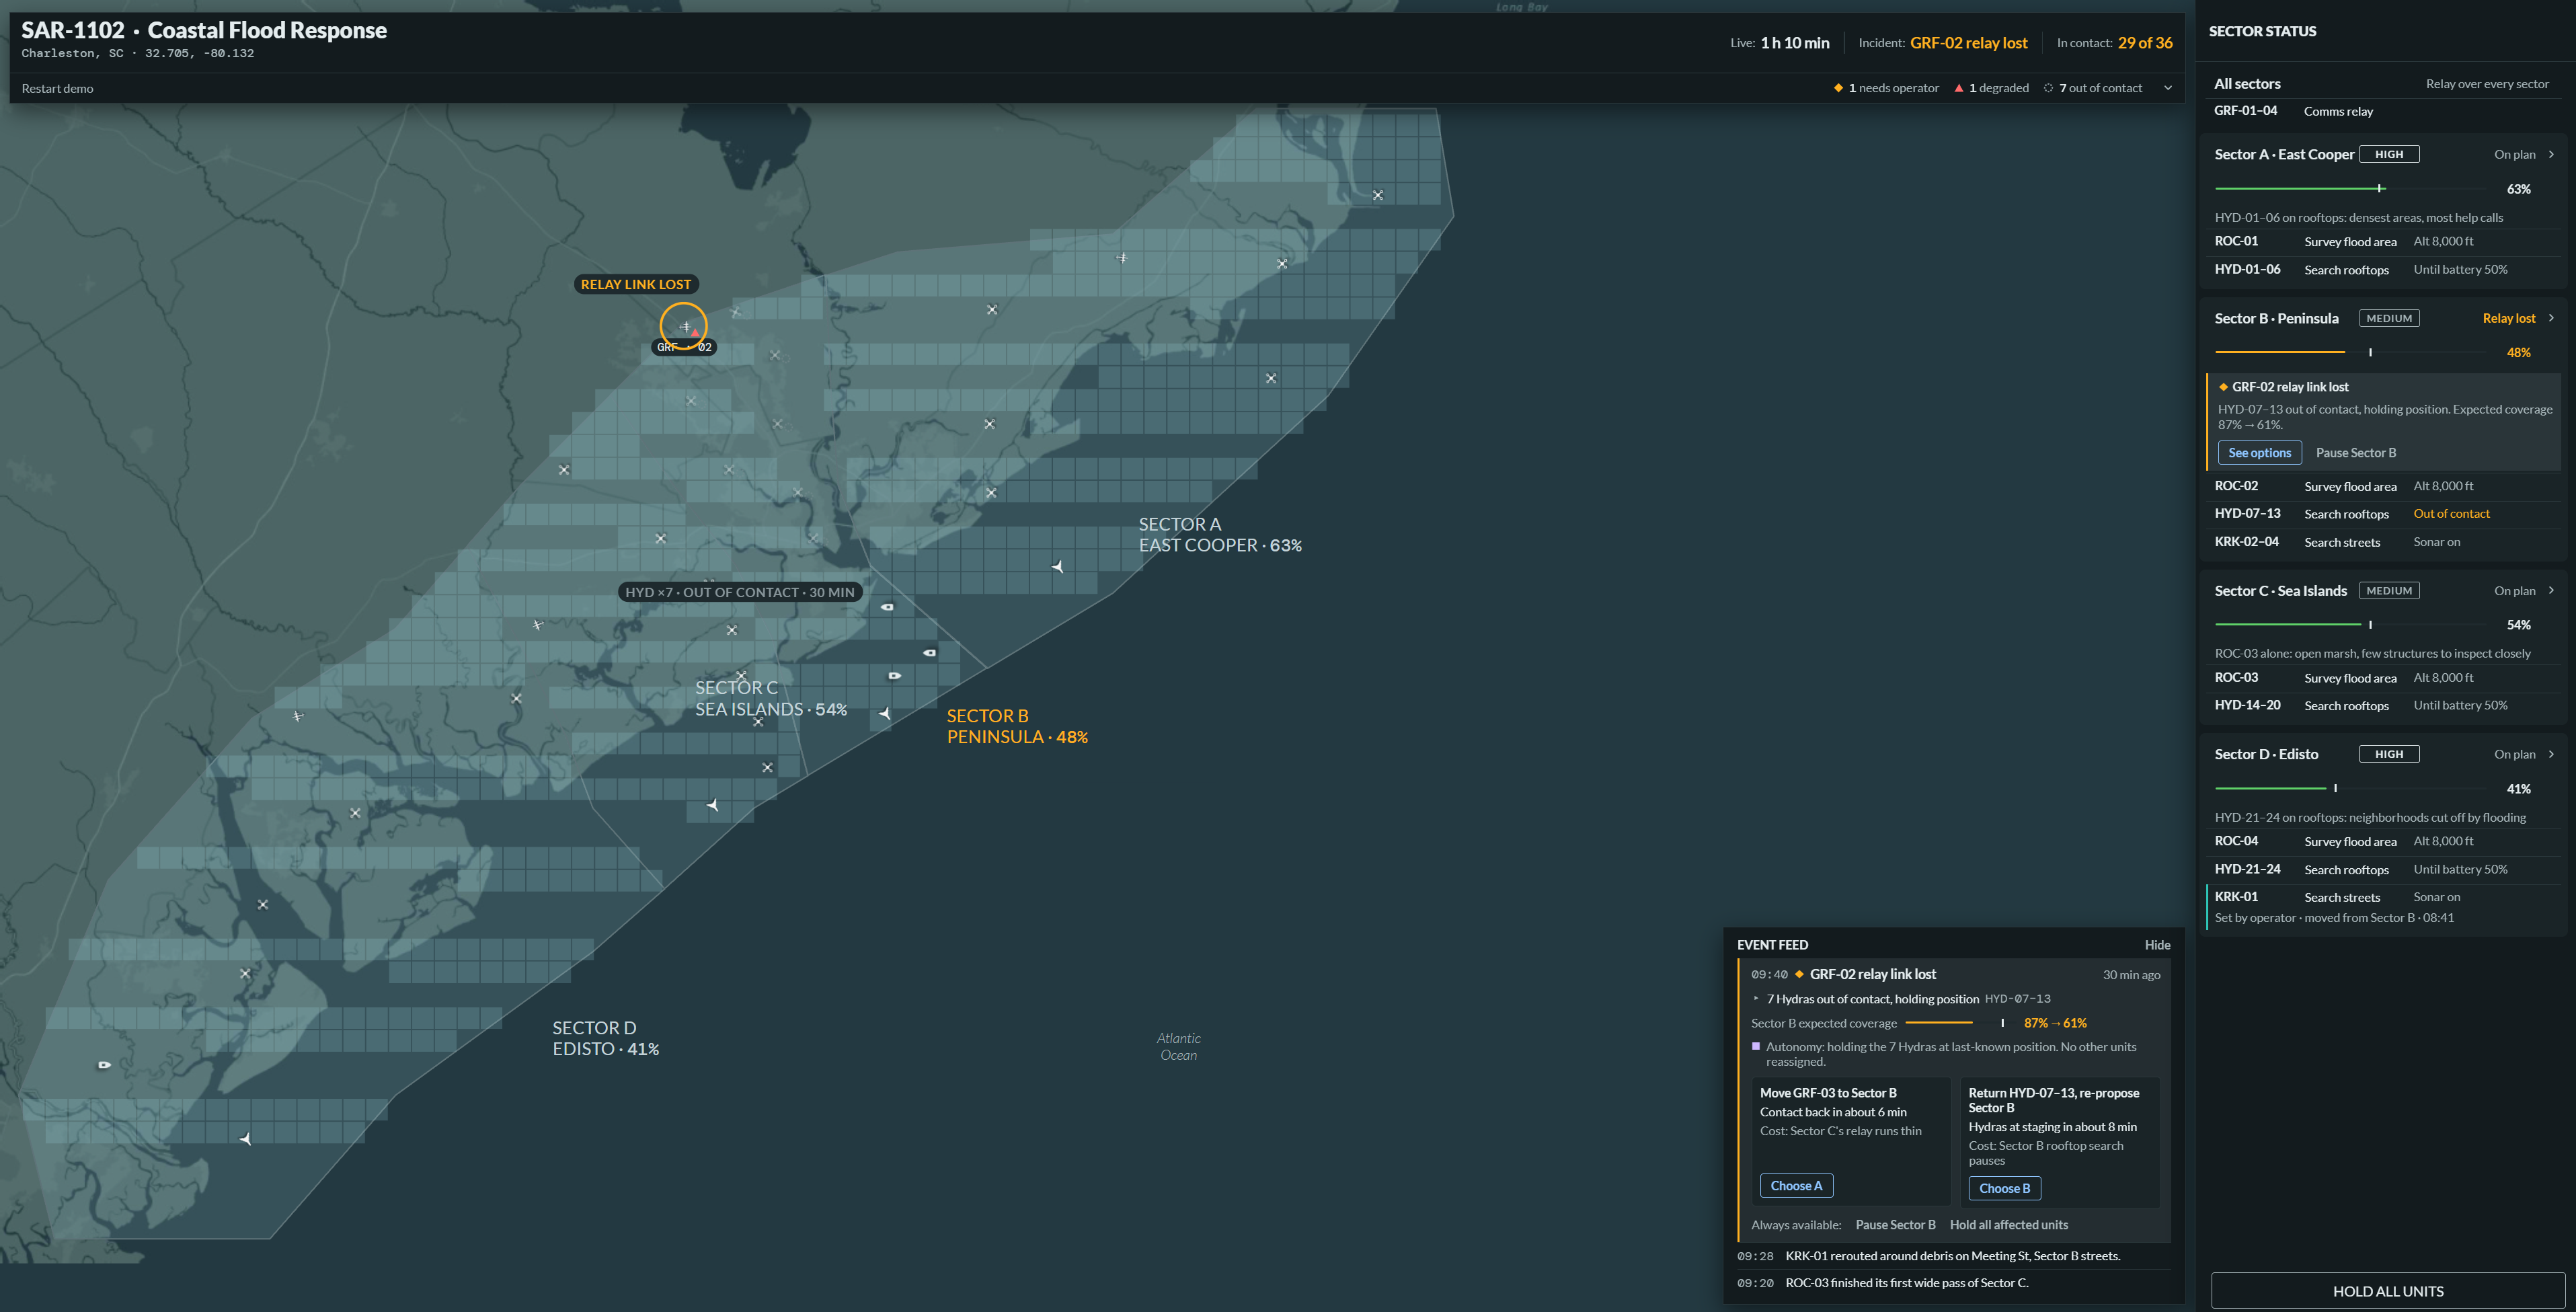 Long Bay
SAR-1102 · Coastal Flood Response
Charleston, SC · 32.705, -80.132
Live: 1 h 10 min
Incident: GRF-02 relay lost
In contact: 29 of 36
Restart demo
1 needs operator
1 degraded
7 out of contact
RELAY LINK LOST
GRF - 02
HYD ×7 · OUT OF CONTACT · 30 MIN
SECTOR A
EAST COOPER · 63%
SECTOR C
SEA ISLANDS · 54%
SECTOR B
PENINSULA · 48%
SECTOR D
EDISTO · 41%
Atlantic
Ocean
EVENT FEED
Hide
09:40 GRF-02 relay link lost
30 min ago
7 Hydras out of contact, holding position HYD-07–13
Sector B expected coverage 87% → 61%
Autonomy: holding the 7 Hydras at last-known position. No other units
reassigned.
Move GRF-03 to Sector B
Contact back in about 6 min
Cost: Sector C's relay runs thin
Choose A
Return HYD-07–13, re-propose
Sector B
Hydras at staging in about 8 min
Cost: Sector B rooftop search
pauses
Choose B
Always available: Pause Sector B Hold all affected units
09:28 KRK-01 rerouted around debris on Meeting St, Sector B streets.
09:20 ROC-03 finished its first wide pass of Sector C.
SECTOR STATUS
All sectors
Relay over every sector
GRF-01–04 Comms relay
Sector A · East Cooper HIGH On plan
63%
HYD-01–06 on rooftops: densest areas, most help calls
ROC-01 Survey flood area Alt 8,000 ft
HYD-01–06 Search rooftops Until battery 50%
Sector B · Peninsula MEDIUM Relay lost
48%
GRF-02 relay link lost
HYD-07–13 out of contact, holding position. Expected coverage
87% → 61%.
See options Pause Sector B
ROC-02 Survey flood area Alt 8,000 ft
HYD-07–13 Search rooftops Out of contact
KRK-02–04 Search streets Sonar on
Sector C · Sea Islands MEDIUM On plan
54%
ROC-03 alone: open marsh, few structures to inspect closely
ROC-03 Survey flood area Alt 8,000 ft
HYD-14–20 Search rooftops Until battery 50%
Sector D · Edisto HIGH On plan
41%
HYD-21–24 on rooftops: neighborhoods cut off by flooding
ROC-04 Survey flood area Alt 8,000 ft
HYD-21–24 Search rooftops Until battery 50%
KRK-01 Search streets Sonar on
Set by operator · moved from Sector B · 08:41
HOLD ALL UNITS